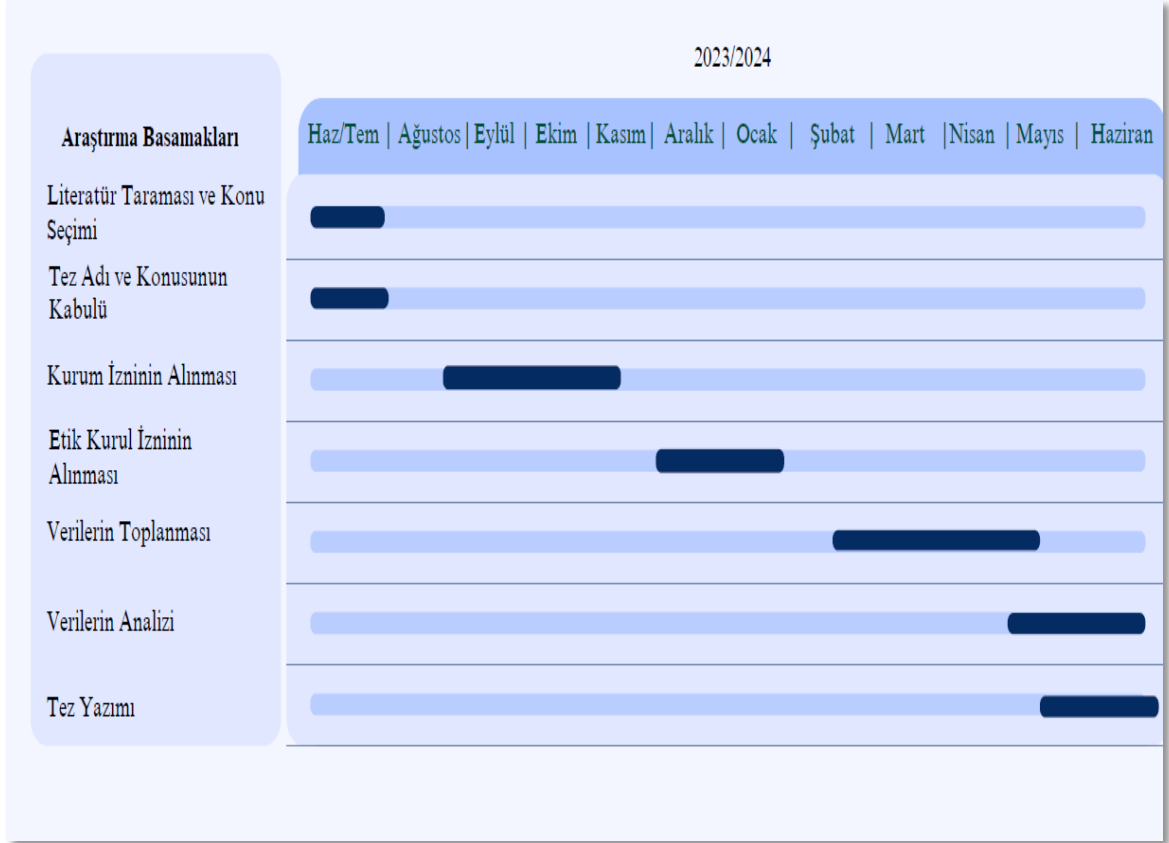 2023/2024
Araştırma Basamakları
Haz/Tem | Ağustos | Eylül | Ekim | Kasım | Aralık | Ocak | Şubat | Mart | Nisan | Mayıs | Haziran
Literatür Taraması ve Konu
Seçimi
Tez Adı ve Konusunun
Kabulü
Kurum İzninin Alınması
Etik Kurul İzninin
Alınması
Verilerin Toplanması
Verilerin Analizi
Tez Yazımı